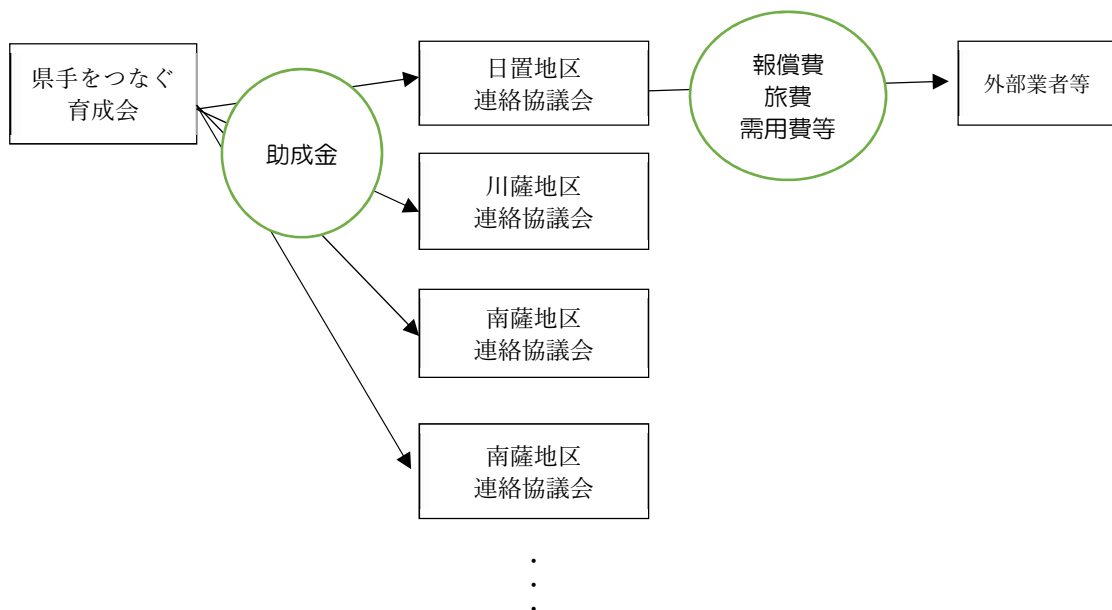 県手をつなぐ
育成会
助成金
日置地区
連絡協議会
報償費
旅費
需用費等
外部業者等
川薩地区
連絡協議会
南薩地区
連絡協議会
南薩地区
連絡協議会
・
・
・